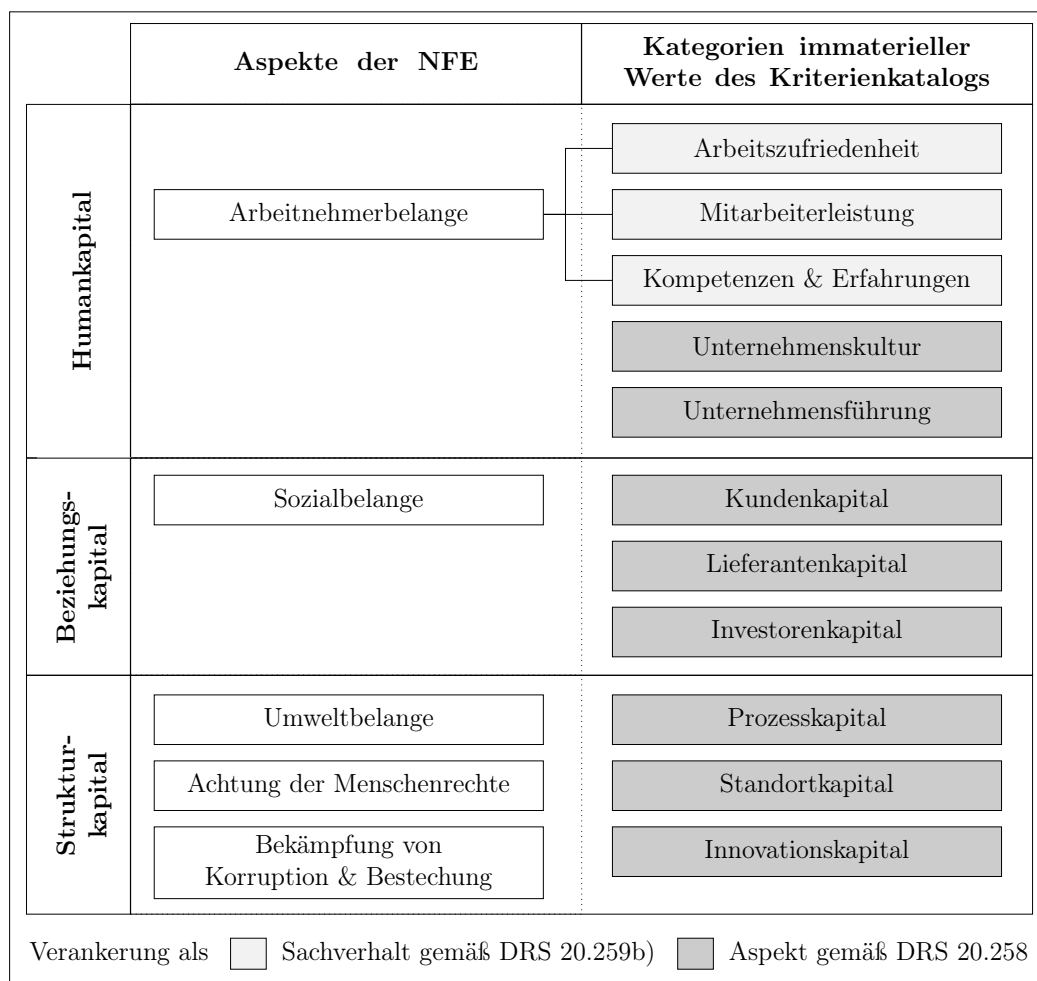 Aspekte der NFE
Kategorien immaterieller
Werte des Kriterienkatalogs
Humankapital
Arbeitnehmerbelange
Arbeitszufriedenheit
Mitarbeiterleistung
Kompetenzen & Erfahrungen
Unternehmenskultur
Unternehmensführung
Beziehungs-
kapital
Sozialbelange
Kundenkapital
Lieferantenkapital
Investorenkapital
Struktur-
kapital
Umweltbelange
Achtung der Menschenrechte
Bekämpfung von
Korruption & Bestechung
Prozesskapital
Standortkapital
Innovationskapital
Verankerung als Sachverhalt gemäß DRS 20.259b) Aspekt gemäß DRS 20.258